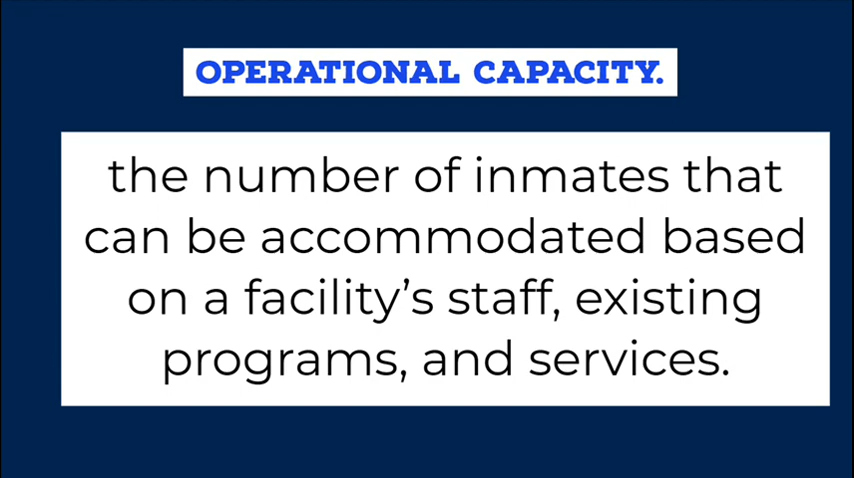 OPERATIONAL CAPACITY.
the number of inmates that
can be accommodated based
on a facility’s staff, existing
programs, and services.